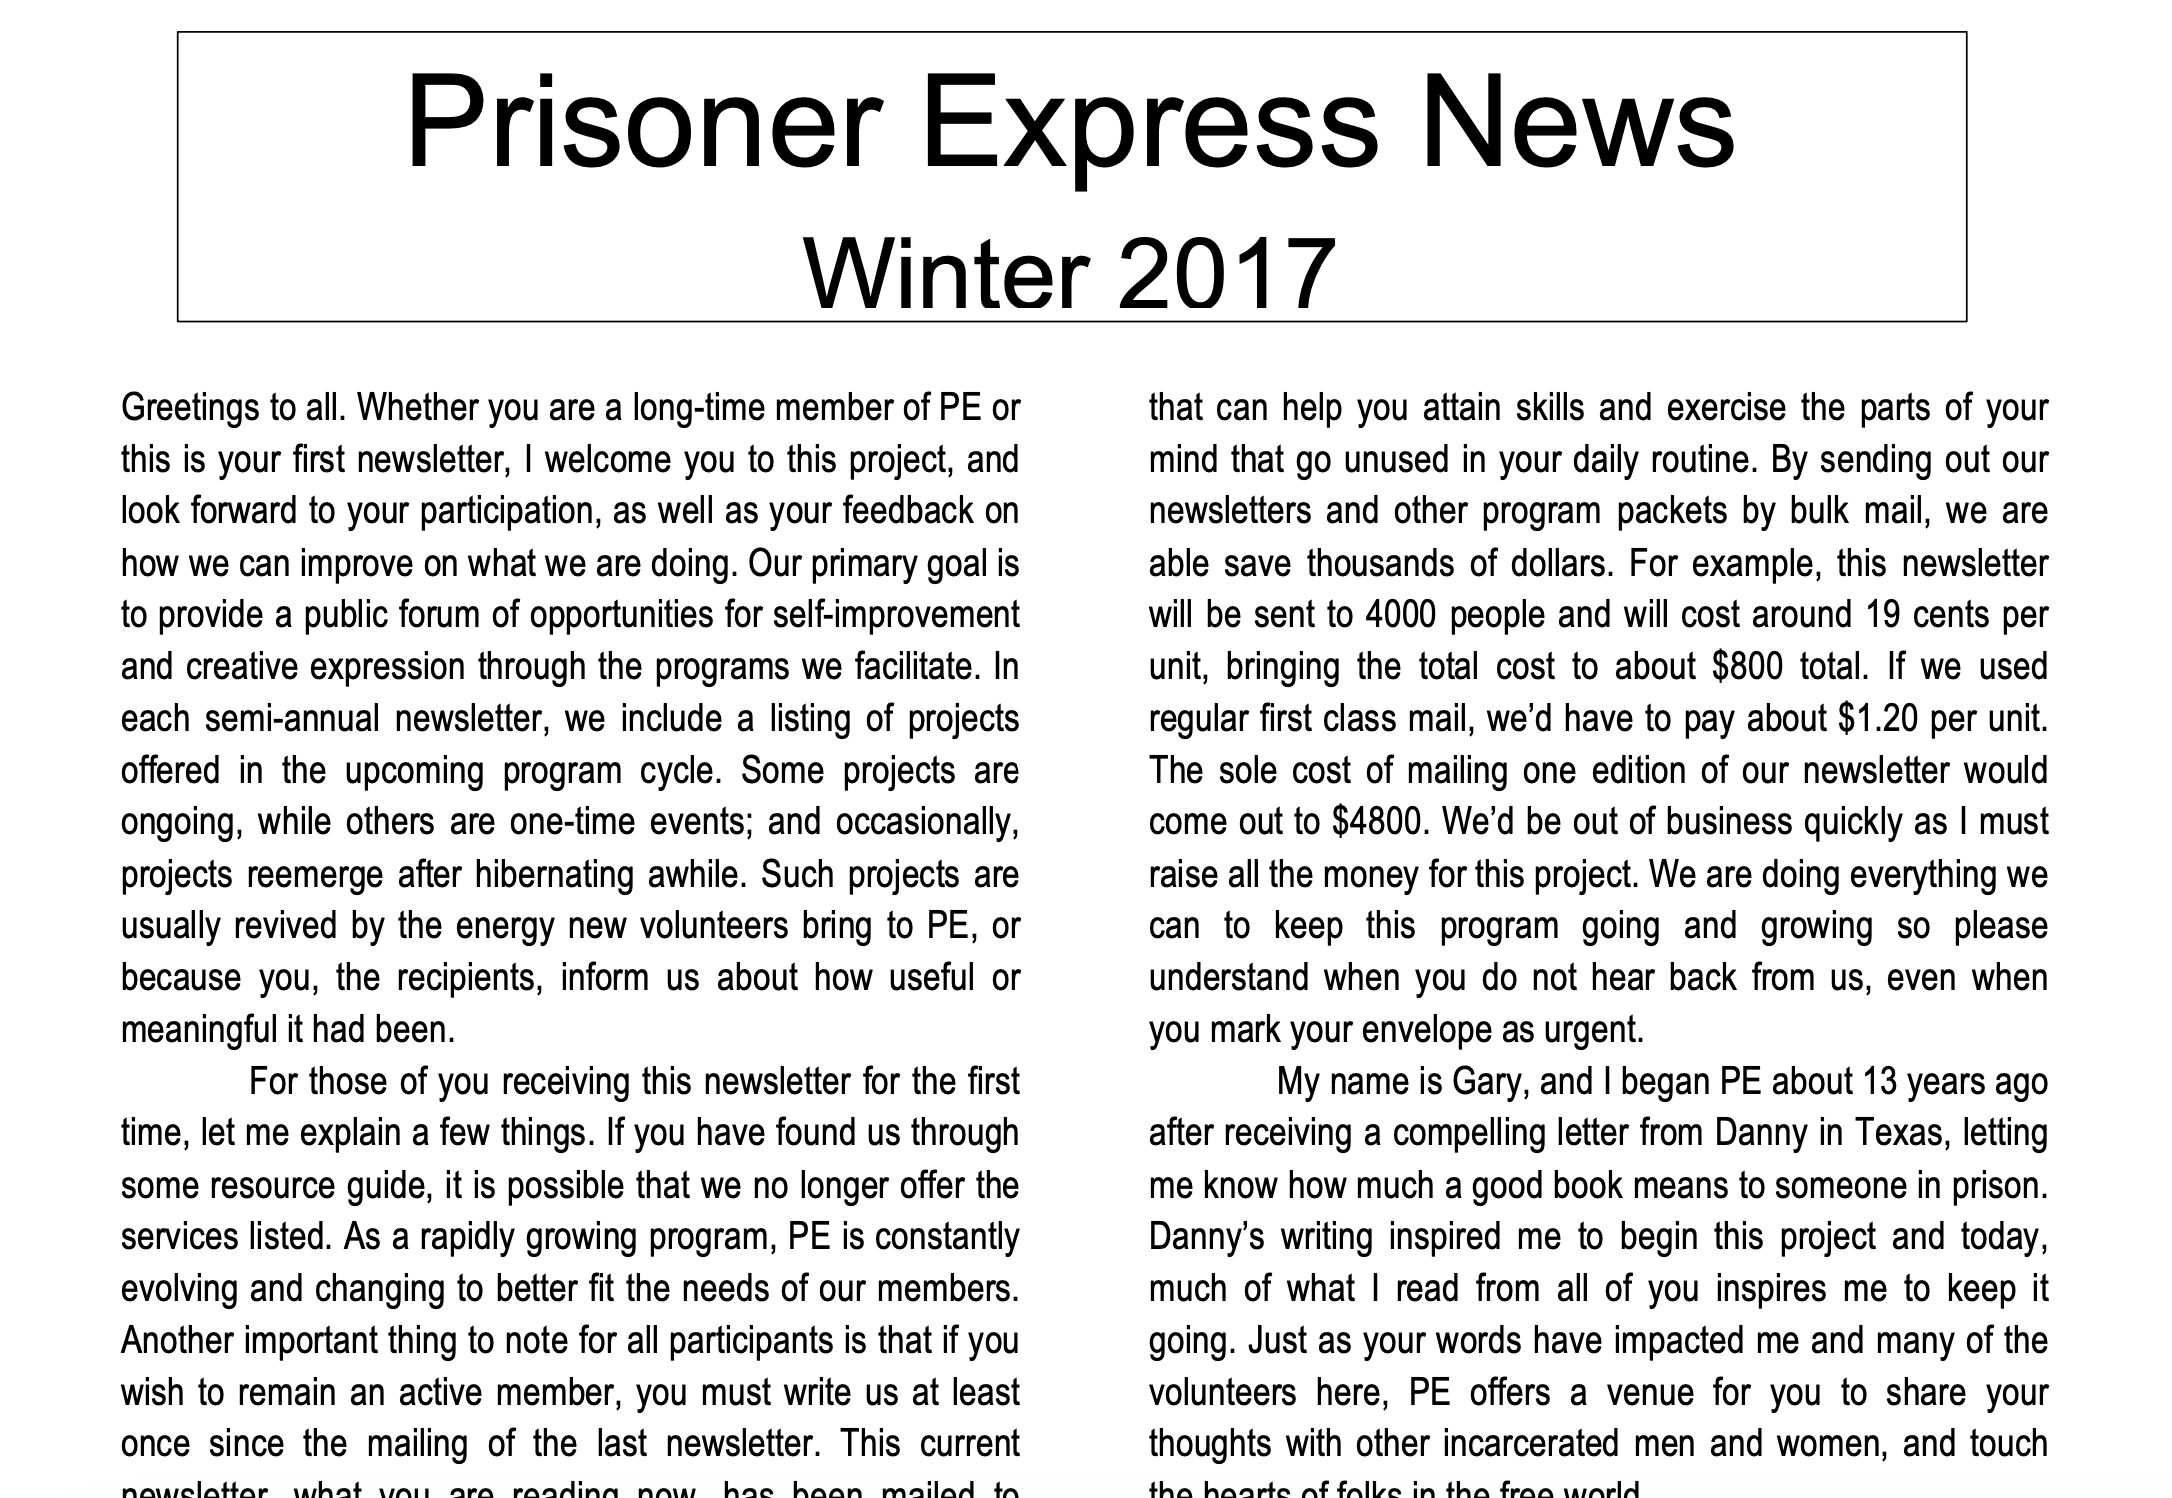 Prisoner Express News
Winter 2017
Greetings to all. Whether you are a long-time member of PE or
this is your first newsletter, I welcome you to this project, and
look forward to your participation, as well as your feedback on
how we can improve on what we are doing. Our primary goal is
to provide a public forum of opportunities for self-improvement
and creative expression through the programs we facilitate. In
each semi-annual newsletter, we include a listing of projects
offered in the upcoming program cycle. Some projects are
ongoing, while others are one-time events; and occasionally,
projects reemerge after hibernating awhile. Such projects are
usually revived by the energy new volunteers bring to PE, or
because you, the recipients, inform us about how useful or
meaningful it had been.
For those of you receiving this newsletter for the first
time, let me explain a few things. If you have found us through
some resource guide, it is possible that we no longer offer the
services listed. As a rapidly growing program, PE is constantly
evolving and changing to better fit the needs of our members.
Another important thing to note for all participants is that if you
wish to remain an active member, you must write us at least
once since the mailing of the last newsletter. This current
newsletter, what you are reading now, has been mailed to
that can help you attain skills and exercise the parts of your
mind that go unused in your daily routine. By sending out our
newsletters and other program packets by bulk mail, we are
able save thousands of dollars. For example, this newsletter
will be sent to 4000 people and will cost around 19 cents per
unit, bringing the total cost to about $800 total. If we used
regular first class mail, we’d have to pay about $1.20 per unit.
The sole cost of mailing one edition of our newsletter would
come out to $4800. We’d be out of business quickly as I must
raise all the money for this project. We are doing everything we
can to keep this program going and growing so please
understand when you do not hear back from us, even when
you mark your envelope as urgent.
My name is Gary, and I began PE about 13 years ago
after receiving a compelling letter from Danny in Texas, letting
me know how much a good book means to someone in prison.
Danny’s writing inspired me to begin this project and today,
much of what I read from all of you inspires me to keep it
going. Just as your words have impacted me and many of the
volunteers here, PE offers a venue for you to share your
thoughts with other incarcerated men and women, and touch
the hearts of folks in the free world